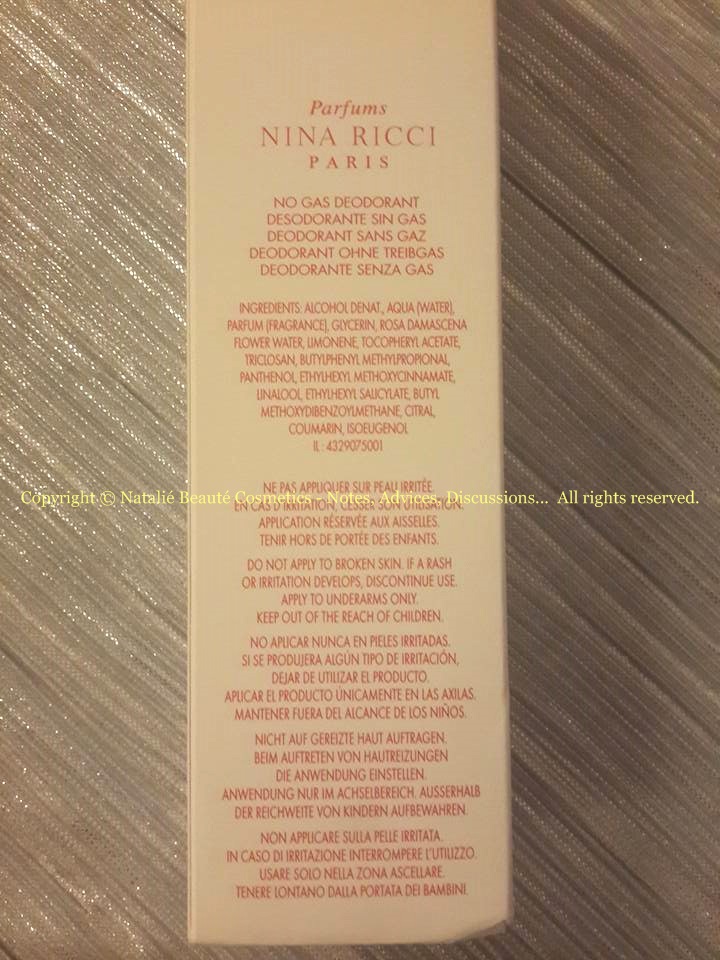 Parfums
NINA RICCI
PARIS
NO GAS DEODORANT
DESODORANTE SIN GAS
DEODORANT SANS GAZ
DEODORANT OHNE TREIBGAS
DEODORANTE SENZA GAS
INGREDIENTS: ALCOHOL DENAT., AQUA (WATER),
PARFUM (FRAGRANCE), GLYCERIN, ROSA DAMASCENA
FLOWER WATER, LIMONENE, TOCOPHERYL ACETATE,
TRICLOSAN, BUTYLPHENYL METHYLPROPIONAL,
PANTHENOL, ETHYLHEXYL METHOXYCINNAMATE,
LINALOOL, ETHYLHEXYL SALICYLATE, BUTYL
METHOXYDIBENZOYLMETHANE, CITRAL,
COUMARIN, ISOEUGENOL
IL : 4329075001
NE PAS APPLIQUER SUR PEAU IRRITÉE.
Copyright © Natalié Beauté Cosmetics - Notes, Advices, Discussions... All rights reserved.
EN CAS D'IRRITATION, CESSER SON UTILISATION.
APPLICATION RÉSERVÉE AUX AISSELLES.
TENIR HORS DE PORTÉE DES ENFANTS.
DO NOT APPLY TO BROKEN SKIN. IF A RASH
OR IRRITATION DEVELOPS, DISCONTINUE USE.
APPLY TO UNDERARMS ONLY.
KEEP OUT OF THE REACH OF CHILDREN.
NO APLICAR NUNCA EN PIELES IRRITADAS.
SI SE PRODUJERA ALGÚN TIPO DE IRRITACIÓN,
DEJAR DE UTILIZAR EL PRODUCTO.
APLICAR EL PRODUCTO ÚNICAMENTE EN LAS AXILAS.
MANTENER FUERA DEL ALCANCE DE LOS NIÑOS.
NICHT AUF GEREIZTE HAUT AUFTRAGEN.
BEIM AUFTRETEN VON HAUTREIZUNGEN
DIE ANWENDUNG EINSTELLEN.
ANWENDUNG NUR IM ACHSELBEREICH. AUSSERHALB
DER REICHWEITE VON KINDERN AUFBEWAHREN.
NON APPLICARE SULLA PELLE IRRITATA.
IN CASO DI IRRITAZIONE INTERROMPERE L'UTILIZZO.
USARE SOLO NELLA ZONA ASCELLARE.
TENERE LONTANO DALLA PORTATA DEI BAMBINI.